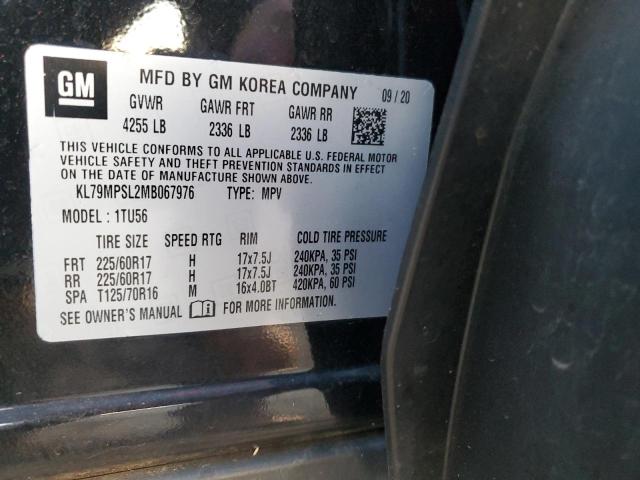 GM
MFD BY GM KOREA COMPANY 09/20
GVWR GAWR FRT GAWR RR
4255 LB 2336 LB 2336 LB
THIS VEHICLE CONFORMS TO ALL APPLICABLE U.S. FEDERAL MOTOR
VEHICLE SAFETY AND THEFT PREVENTION STANDARDS IN EFFECT
ON THE DATE OF MANUFACTURE SHOWN ABOVE.
KL79MPSL2MB067976 TYPE: MPV
MODEL : 1TU56
TIRE SIZE SPEED RTG RIM COLD TIRE PRESSURE
FRT 225/60R17 H 17x7.5J 240KPA, 35 PSI
RR 225/60R17 H 17x7.5J 240KPA, 35 PSI
SPA T125/70R16 M 16x4.0BT 420KPA, 60 PSI
SEE OWNER'S MANUAL FOR MORE INFORMATION.